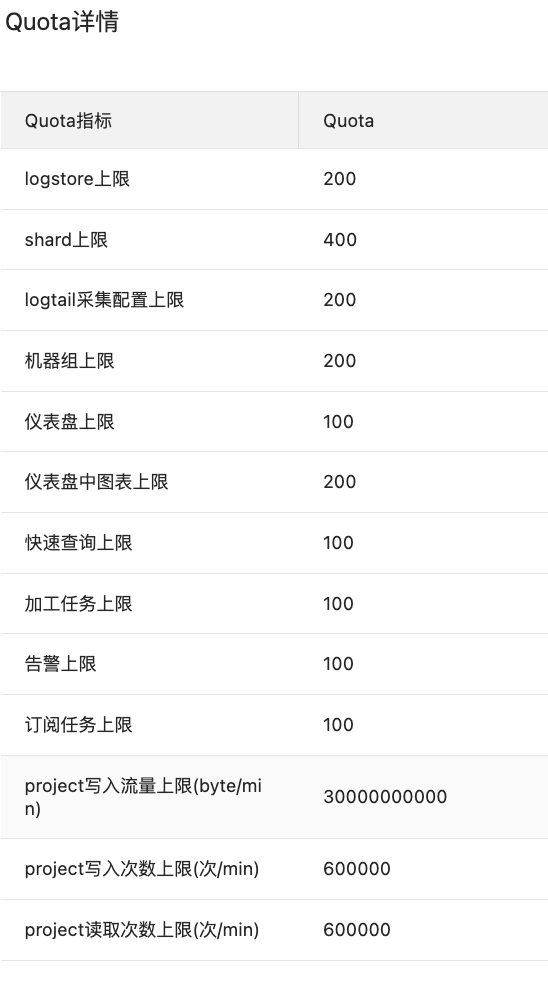 Quota详情
Quota指标 Quota
logstore上限 200
shard上限 400
logtail采集配置上限 200
机器组上限 200
仪表盘上限 100
仪表盘中图表上限 200
快速查询上限 100
加工任务上限 100
告警上限 100
订阅任务上限 100
project写入流量上限(byte/mi
n) 30000000000
project写入次数上限(次/min) 600000
project读取次数上限(次/min) 600000